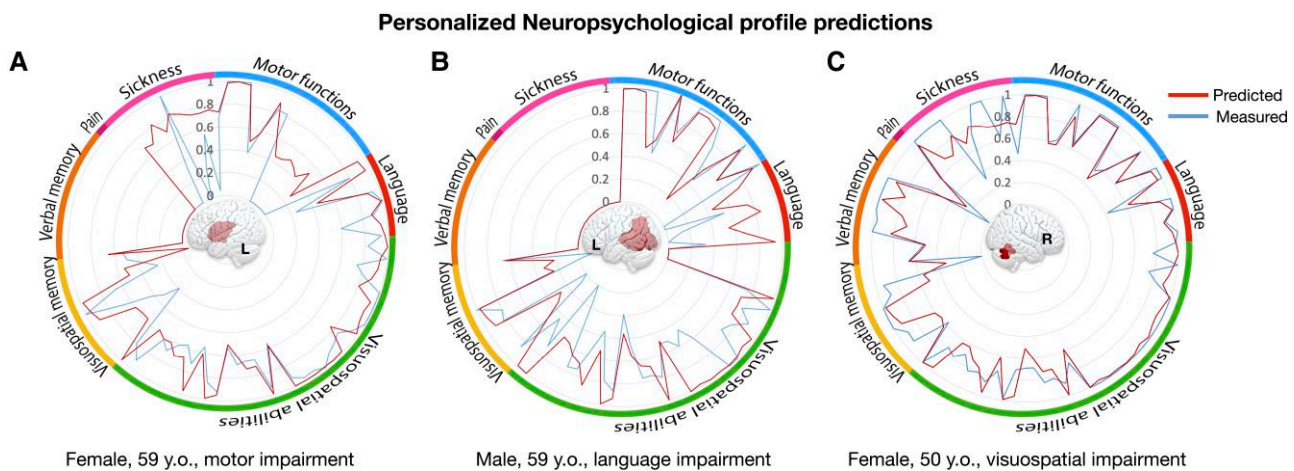 Personalized Neuropsychological profile predictions
A
Sickness
Motor functions
Language
Visuospatial abilities
Visuospatial memory
Verbal memory
Pain
1
0.8
0.6
0.4
0.2
0
L
Female, 59 y.o., motor impairment
B
Sickness
Motor functions
Language
Visuospatial abilities
Visuospatial memory
Verbal memory
Pain
1
0.8
0.6
0.4
0.2
0
L
Male, 59 y.o., language impairment
C
Sickness
Motor functions
Language
Visuospatial abilities
Visuospatial memory
Verbal memory
Pain
1
0.8
0.6
0.4
0.2
0
R
Female, 50 y.o., visuospatial impairment
Predicted
Measured